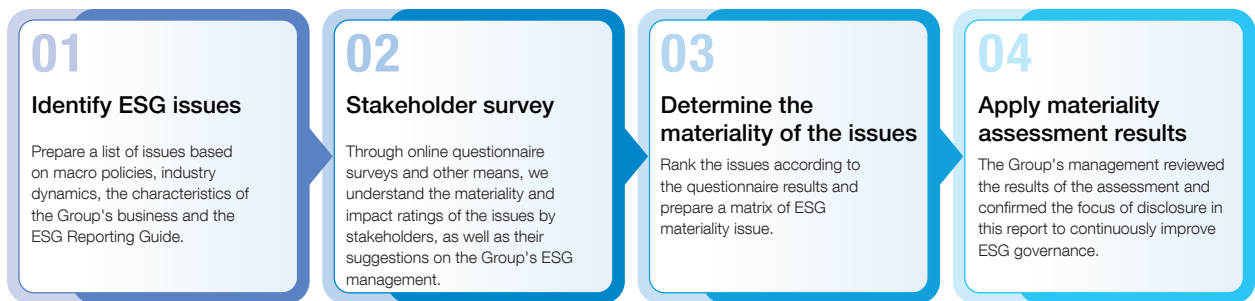 01
Identify ESG issues
Prepare a list of issues based
on macro policies, industry
dynamics, the characteristics of
the Group's business and the
ESG Reporting Guide.
02
Stakeholder survey
Through online questionnaire
surveys and other means, we
understand the materiality and
impact ratings of the issues by
stakeholders, as well as their
suggestions on the Group's ESG
management.
03
Determine the
materiality of the issues
Rank the issues according to
the questionnaire results and
prepare a matrix of ESG
materiality issue.
04
Apply materiality
assessment results
The Group's management reviewed
the results of the assessment and
confirmed the focus of disclosure in
this report to continuously improve
ESG governance.